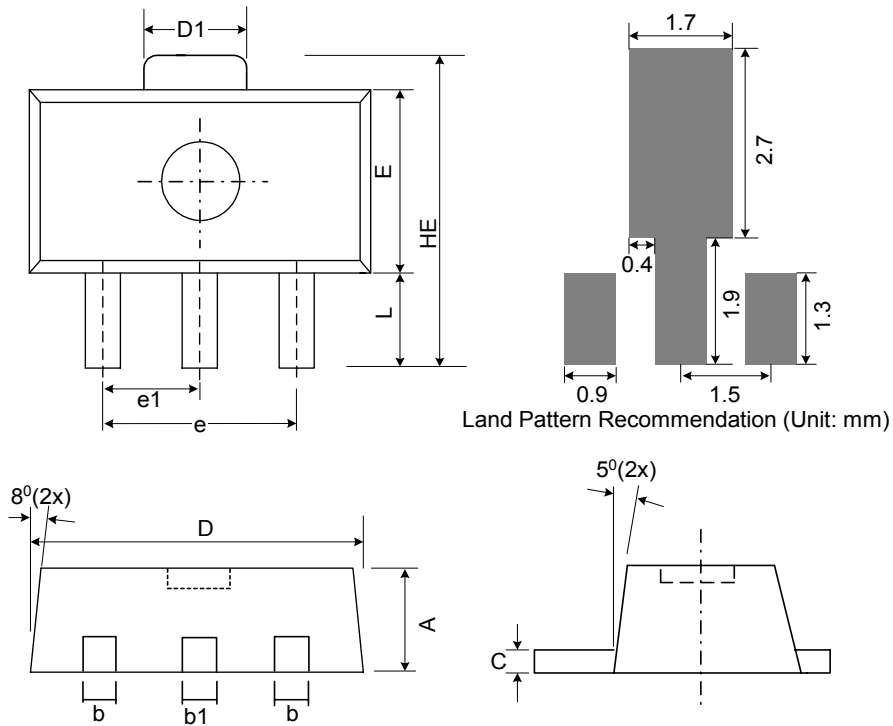 D1
E
HE
L
e1
e
1.7
2.7
0.4
1.9
1.3
0.9
1.5
Land Pattern Recommendation (Unit: mm)
8⁰(2x)
D
A
b
b1
b
5⁰(2x)
C